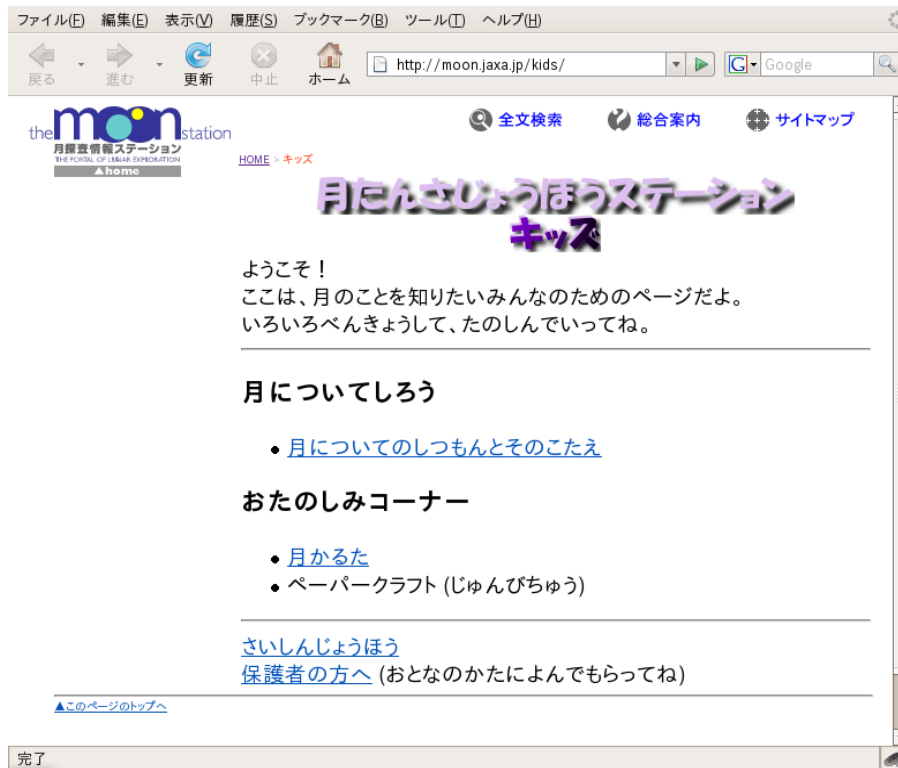 ファイル(F) 編集(E) 表示(V) 履歴(S) ブックマーク(B) ツール(T) ヘルプ(H)
戻る 進む 更新 中止 ホーム http://moon.jaxa.jp/kids/ G Google
the moon station
月探査情報ステーション
THE PORTAL OF LUNAR EXPLORATION
▲home
全文検索 総合案内 サイトマップ
HOME > キッズ
月たんさじょうほうステーション
キッズ
ようこそ！
ここは、月のことを知りたいみんなのためのページだよ。
いろいろべんきょうして、たのしんでいってね。
月についてしろう
• 月についてのしつもんとそのこたえ
おたのしみコーナー
• 月かるた
• ペーパークラフト (じゅんびちゅう)
さいしんじょうほう
保護者の方へ (おとなのかたによんでもらってね)
▲このページのトップへ
完了